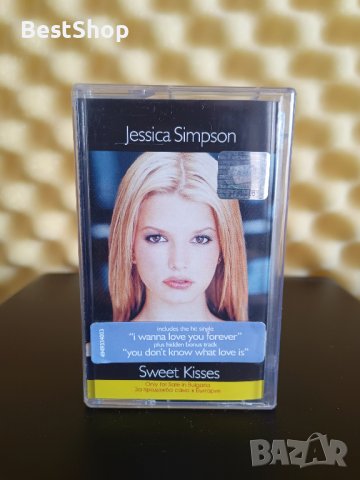 BestShop
Jessica Simpson
includes the hit single
"i wanna love you forever"
plus hidden bonus track
"you don't know what love is"
Sweet Kisses
Only for Sale in Bulgaria
За продажба само в България
BAZAR